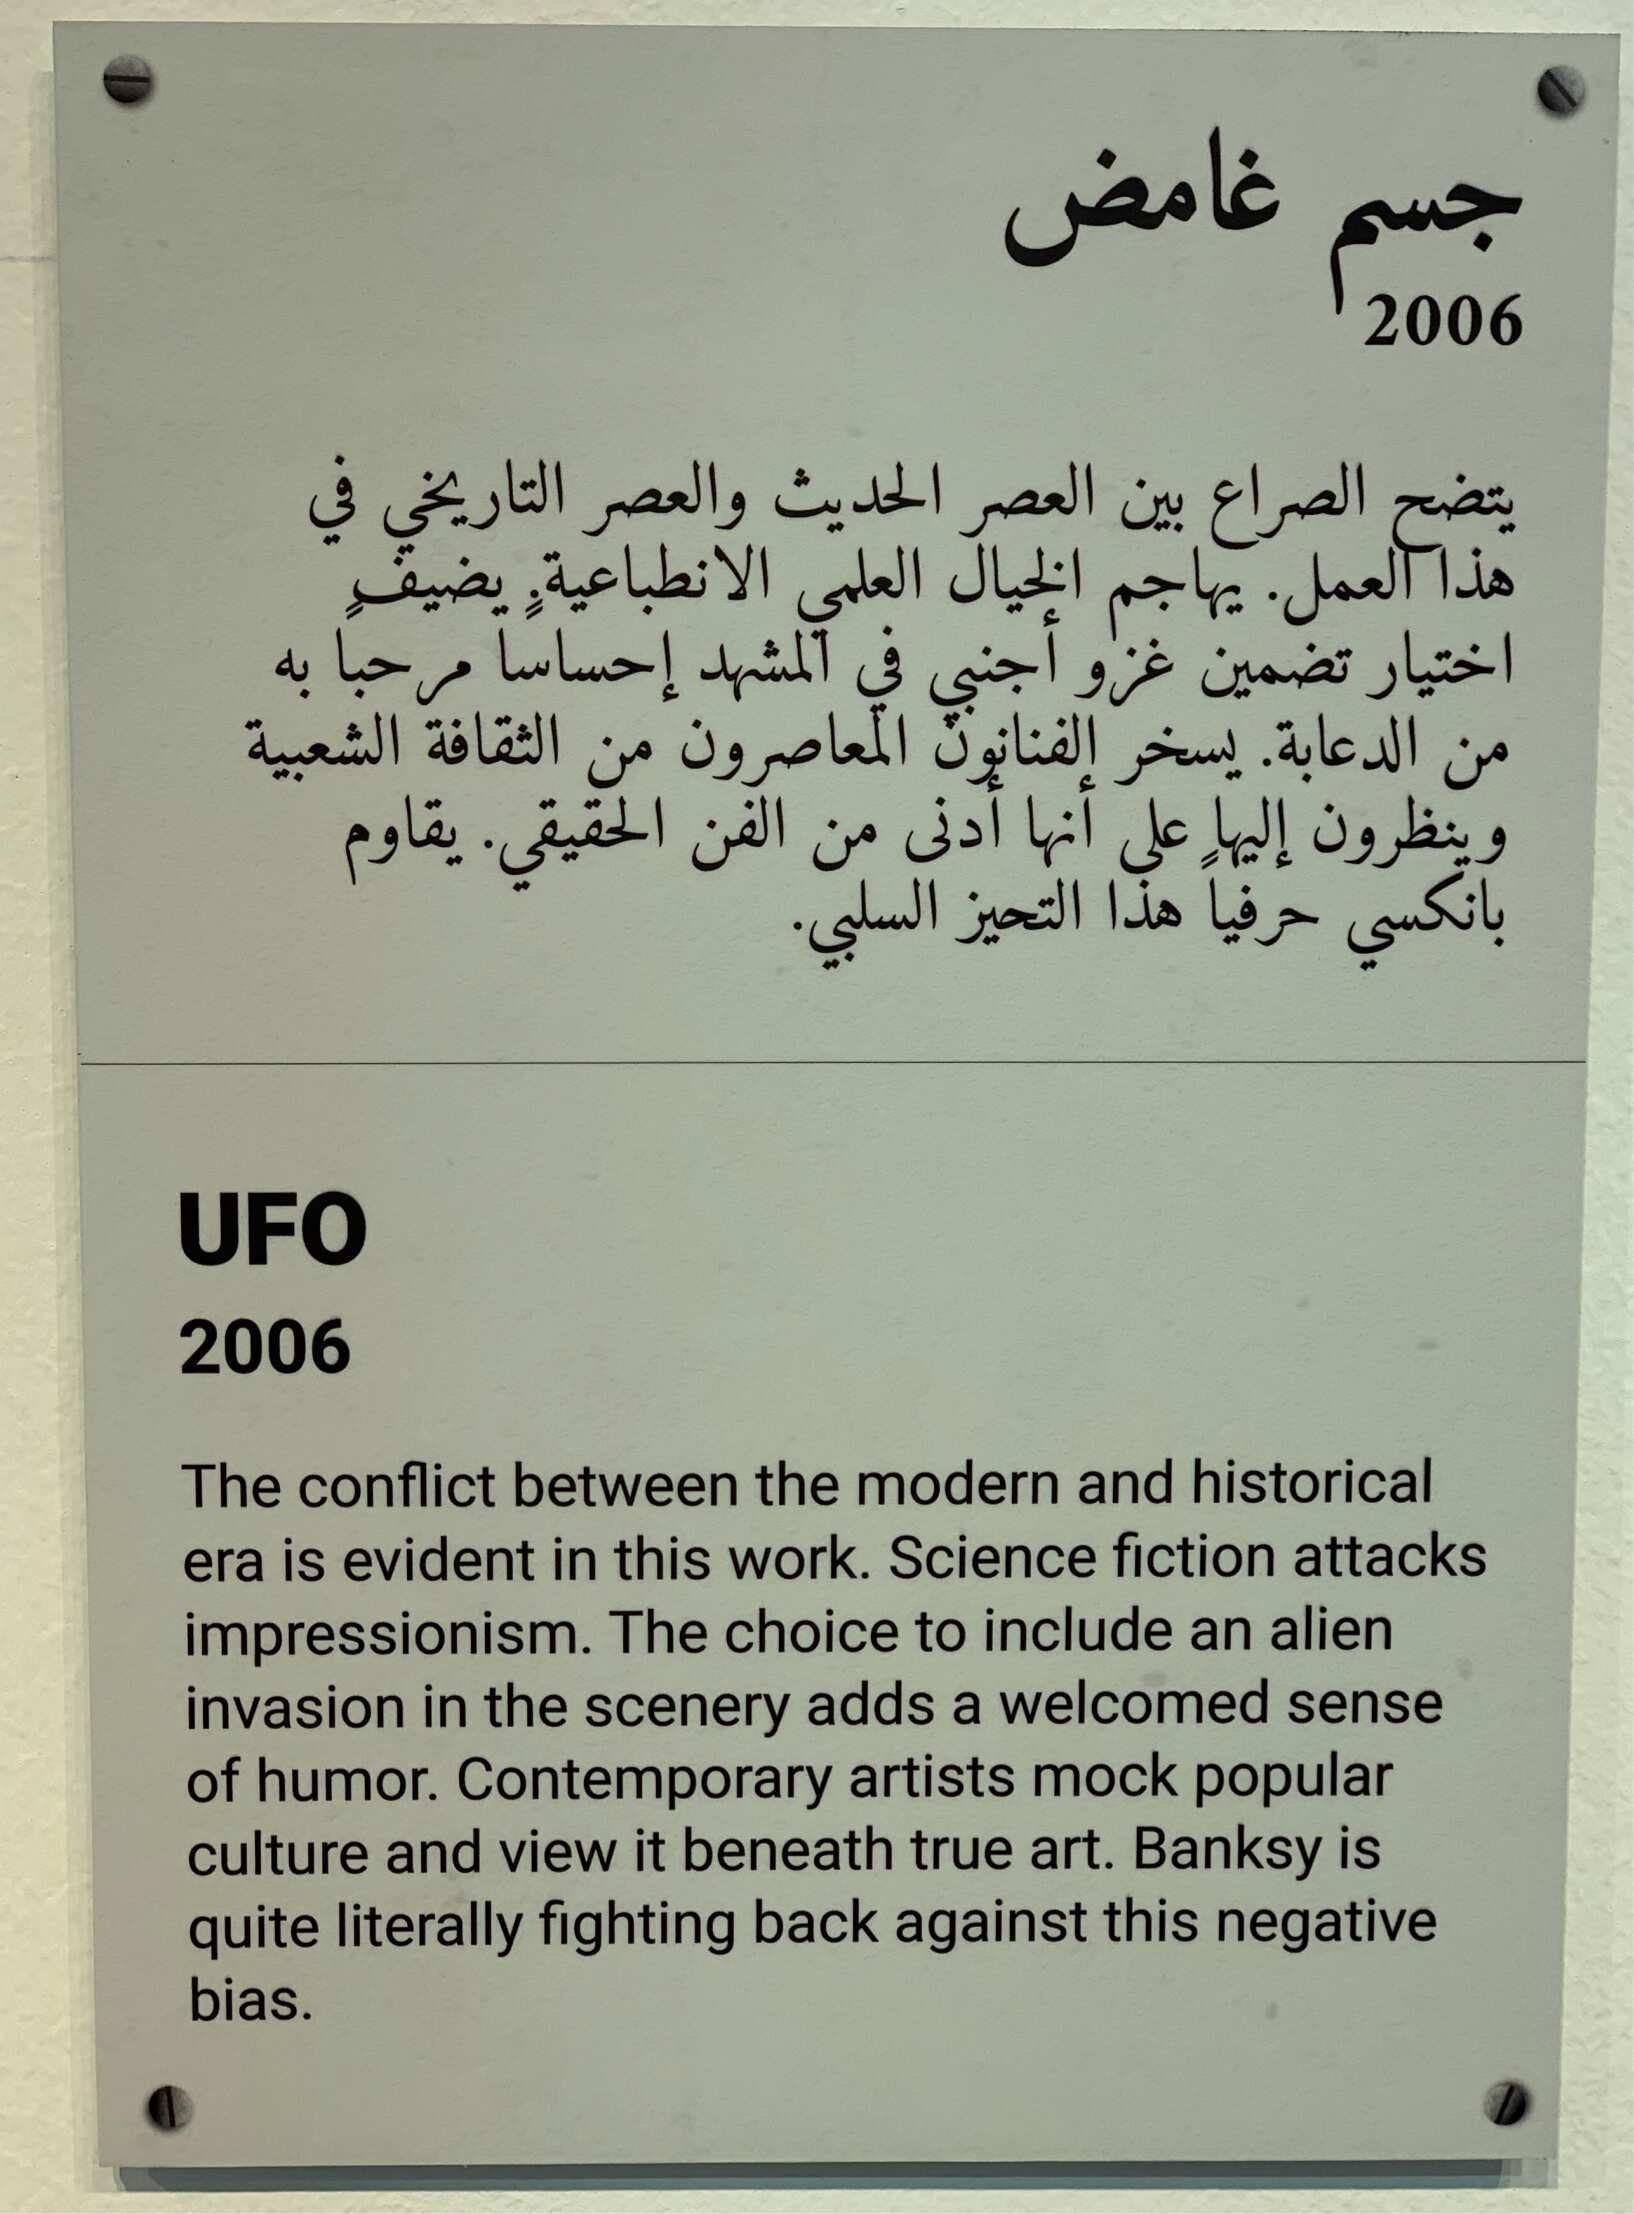 جسم غامض
2006
يتضح الصراع بين العصر الحديث والعصر التاريخي في
هذا العمل. يهاجم الخيال العلمي الانطباعية. يضيف
اختيار تضمين غزو أجنبي في المشهد إحساساً مرحباً به
من الدعابة. يسخر الفنانون المعاصرون من الثقافة الشعبية
وينظرون إليها على أنها أدنى من الفن الحقيقي. يقاوم
بانكسي حرفياً هذا التحيز السلبي.
UFO
2006
The conflict between the modern and historical
era is evident in this work. Science fiction attacks
impressionism. The choice to include an alien
invasion in the scenery adds a welcomed sense
of humor. Contemporary artists mock popular
culture and view it beneath true art. Banksy is
quite literally fighting back against this negative
bias.